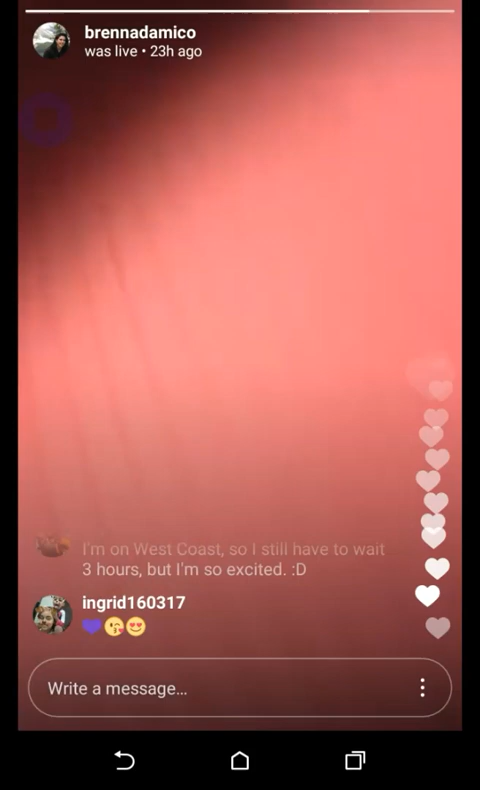 brennadamico
was live • 23h ago
I'm on West Coast, so I still have to wait
3 hours, but I'm so excited. :D
ingrid160317
💜😘😍
Write a message...